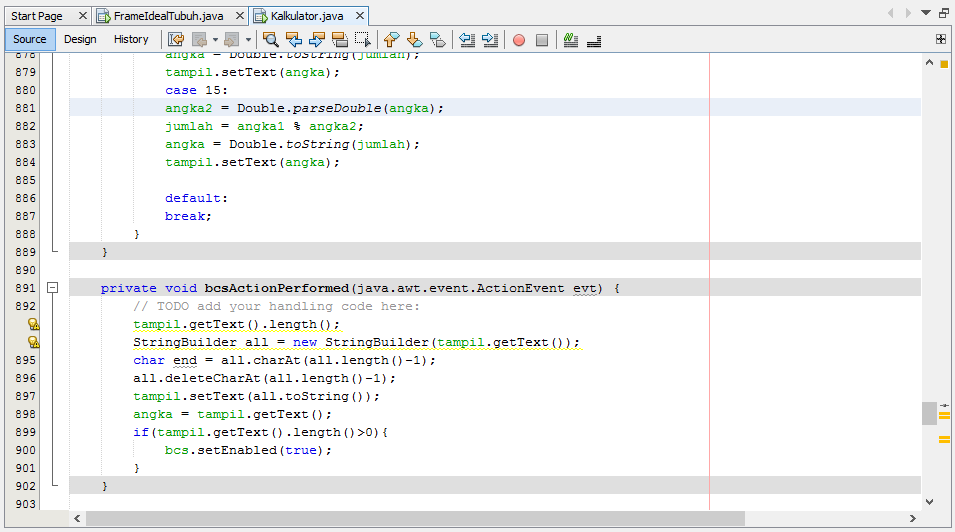 Start Page FrameIdealTubuh.java Kalkulator.java
Source Design History
878 angka = Double.toString(jumlah);
879 tampil.setText(angka);
880 case 15:
881 angka2 = Double.parseDouble(angka);
882 jumlah = angka1 % angka2;
883 angka = Double.toString(jumlah);
884 tampil.setText(angka);
885
886 default:
887 break;
888 }
889 }
890
891 private void bcsActionPerformed(java.awt.event.ActionEvent evt) {
892 // TODO add your handling code here:
tampil.getText().length();
StringBuilder all = new StringBuilder(tampil.getText());
895 char end = all.charAt(all.length()-1);
896 all.deleteCharAt(all.length()-1);
897 tampil.setText(all.toString());
898 angka = tampil.getText();
899 if(tampil.getText().length()>0){
900 bcs.setEnabled(true);
901 }
902 }
903